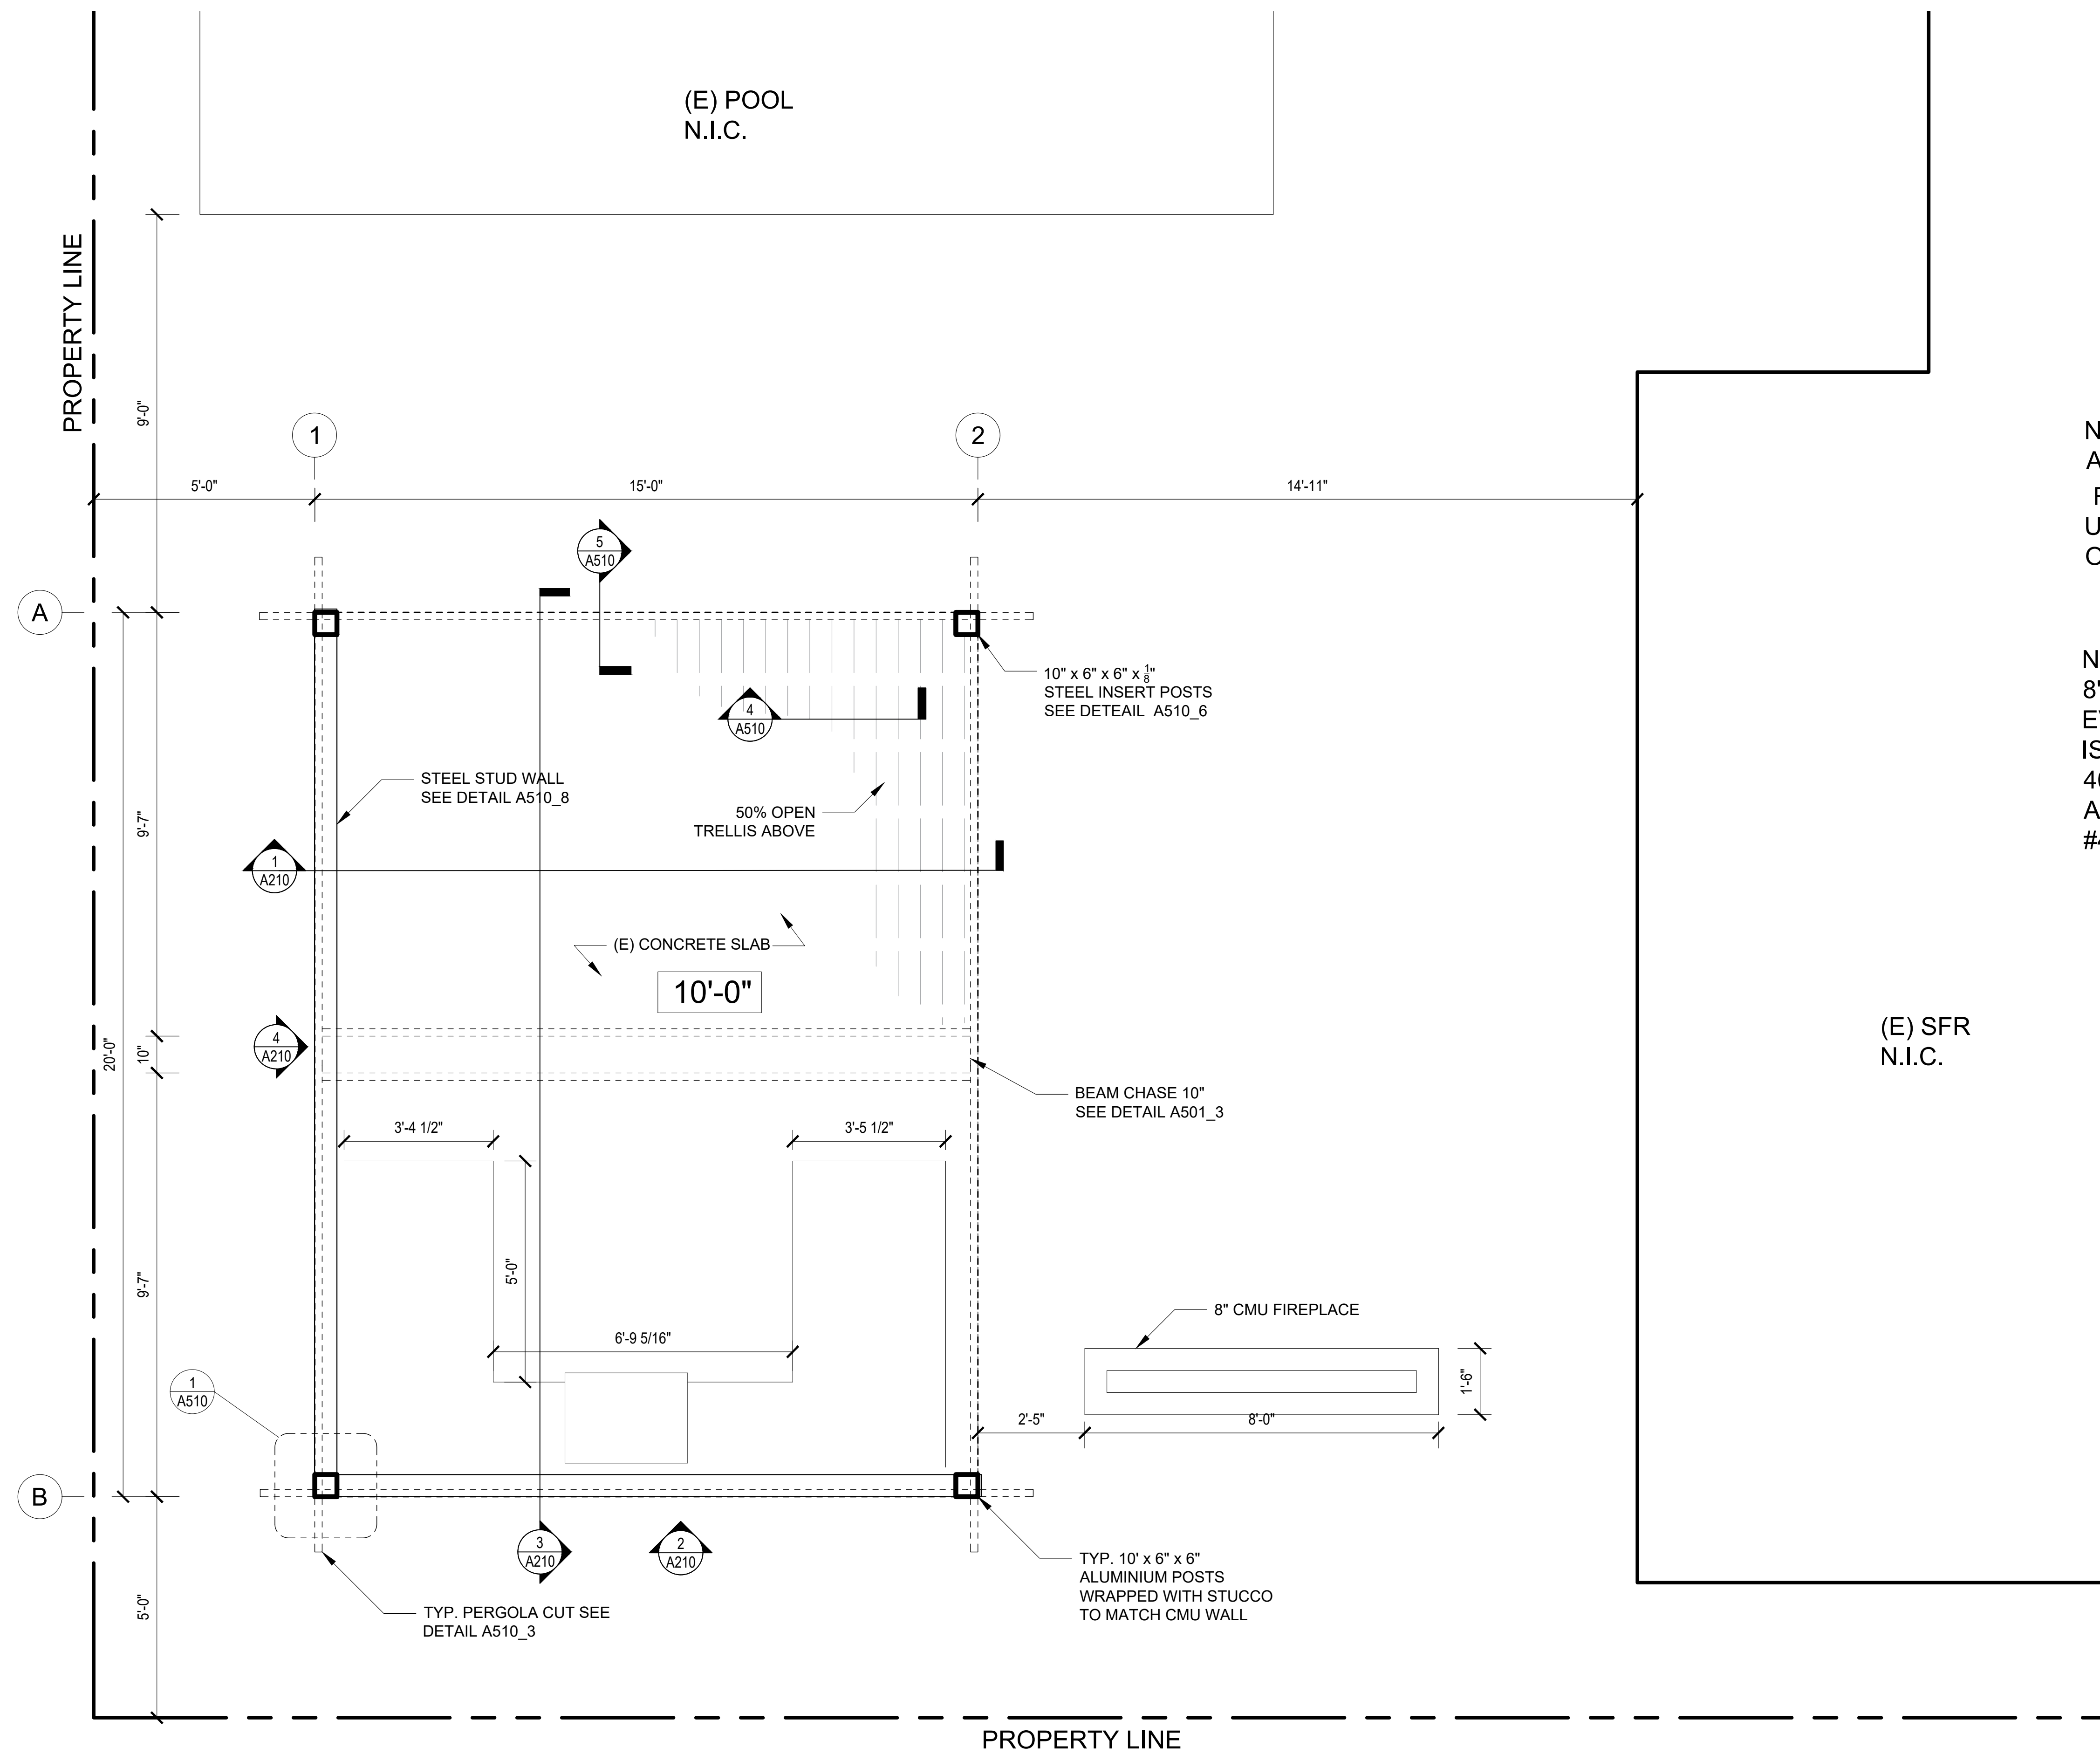 (E) POOL
N.I.C.
PROPERTY LINE
9'-0"
1
2
5'-0"
15'-0"
14'-11"
5
A510
A
10" x 6" x 6" x 1/8"
STEEL INSERT POSTS
SEE DETEAIL A510_6
4
A510
STEEL STUD WALL
SEE DETAIL A510_8
50% OPEN
TRELLIS ABOVE
9'-7"
1
A210
(E) CONCRETE SLAB
10'-0"
4
A210
20'-0"
10"
(E) SFR
N.I.C.
BEAM CHASE 10"
SEE DETAIL A501_3
3'-4 1/2"
3'-5 1/2"
5'-0"
9'-7"
6'-9 5/16"
8" CMU FIREPLACE
1'-6"
2'-5"
8'-0"
1
A510
B
3
A210
2
A210
TYP. 10' x 6" x 6"
ALUMINIUM POSTS
WRAPPED WITH STUCCO
TO MATCH CMU WALL
5'-0"
TYP. PERGOLA CUT SEE
DETAIL A510_3
PROPERTY LINE